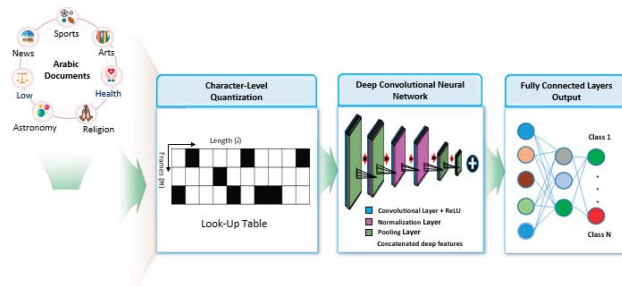 Sports
News
Arts
Arabic
Documents
Low
Health
Astronomy
Religion
Character-Level
Quantization
Length (l)
Frames (M)
Look-Up Table
Deep Convolutional Neural
Network
Convolutional Layer + ReLU
Normalization Layer
Pooling Layer
Concatenated deep features
Fully Connected Layers
Output
Class 1
Class N